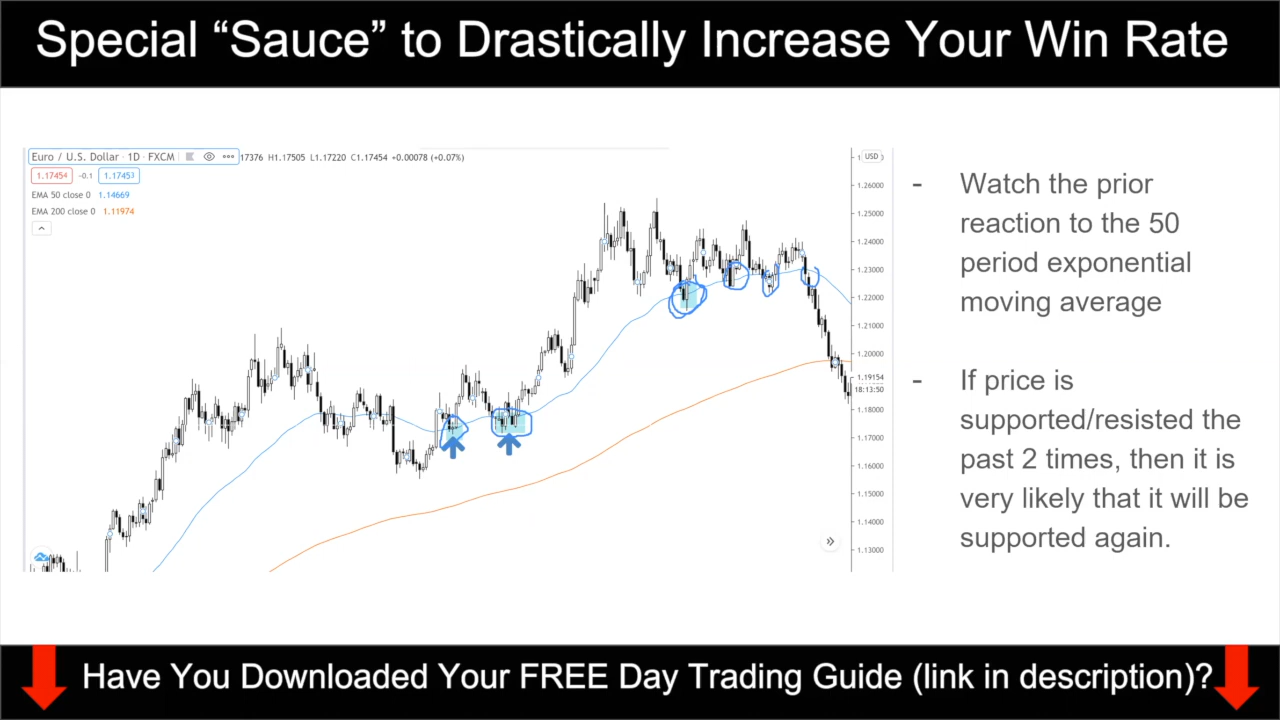 Special “Sauce” to Drastically Increase Your Win Rate
Euro / U.S. Dollar · 1D · FXCM 17376 H1.17505 L1.17220 C1.17454 +0.00078 (+0.07%)
1.17454 -0.1 1.17453
EMA 50 close 0 1.14669
EMA 200 close 0 1.11974
USD
1.26000
1.25000
1.24000
1.23000
1.22000
1.21000
1.20000
1.19154
18:13:50
1.18000
1.17000
1.16000
1.15000
1.14000
1.13000
- Watch the prior
reaction to the 50
period exponential
moving average
- If price is
supported/resisted the
past 2 times, then it is
very likely that it will be
supported again.
Have You Downloaded Your FREE Day Trading Guide (link in description)?